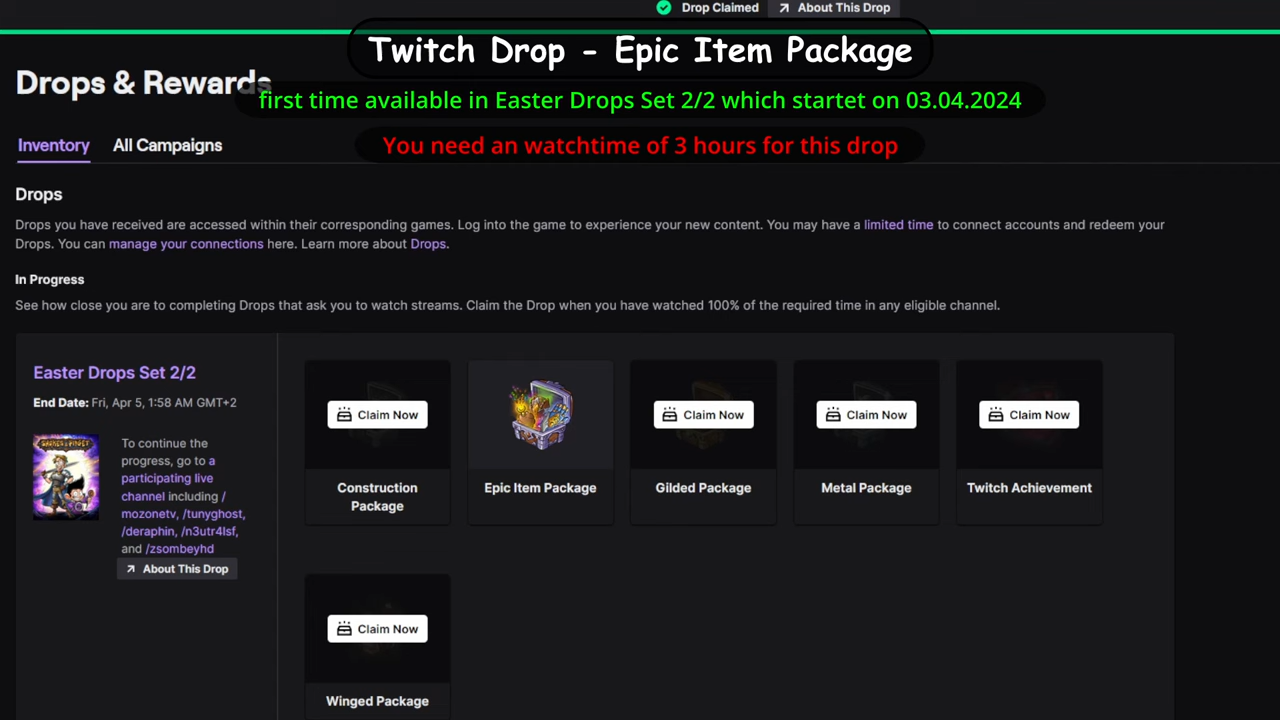 Drop Claimed
About This Drop
Twitch Drop - Epic Item Package
Drops & Rewards
first time available in Easter Drops Set 2/2 which startet on 03.04.2024
Inventory
All Campaigns
You need an watchtime of 3 hours for this drop
Drops
Drops you have received are accessed within their corresponding games. Log into the game to experience your new content. You may have a limited time to connect accounts and redeem your
Drops. You can manage your connections here. Learn more about Drops.
In Progress
See how close you are to completing Drops that ask you to watch streams. Claim the Drop when you have watched 100% of the required time in any eligible channel.
Easter Drops Set 2/2
End Date: Fri, Apr 5, 1:58 AM GMT+2
To continue the
progress, go to a
participating live
channel including /
mozonetv, /tunyghost,
/deraphin, /n3utr4lsf,
and /zsombeyhd
About This Drop
Claim Now
Construction
Package
Epic Item Package
Claim Now
Gilded Package
Claim Now
Metal Package
Claim Now
Twitch Achievement
Claim Now
Winged Package